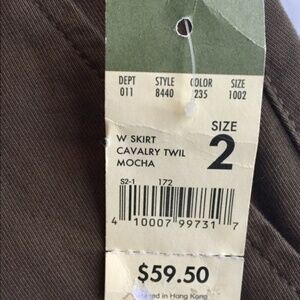 DEPT STYLE COLOR SIZE
011 8440 235 1002
SIZE
2
W SKIRT
CAVALRY TWIL
MOCHA
S2-1 172
4 10007 99731 7
$59.50
in Hong Kong